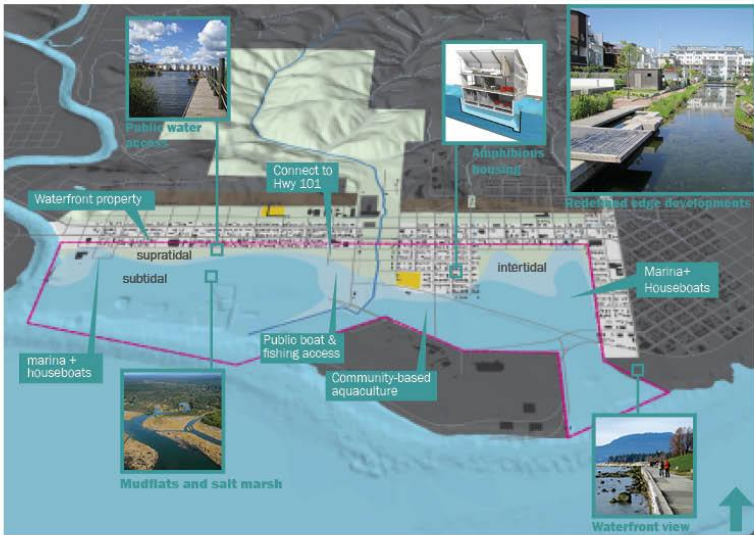 Public water
access
Connect to
Hwy 101
Amphibious
housing
Redefined edge developments
Waterfront property
supratidal
subtidal
intertidal
Marina+
Houseboats
marina +
houseboats
Public boat &
fishing access
Community-based
aquaculture
Mudflats and salt marsh
Waterfront view